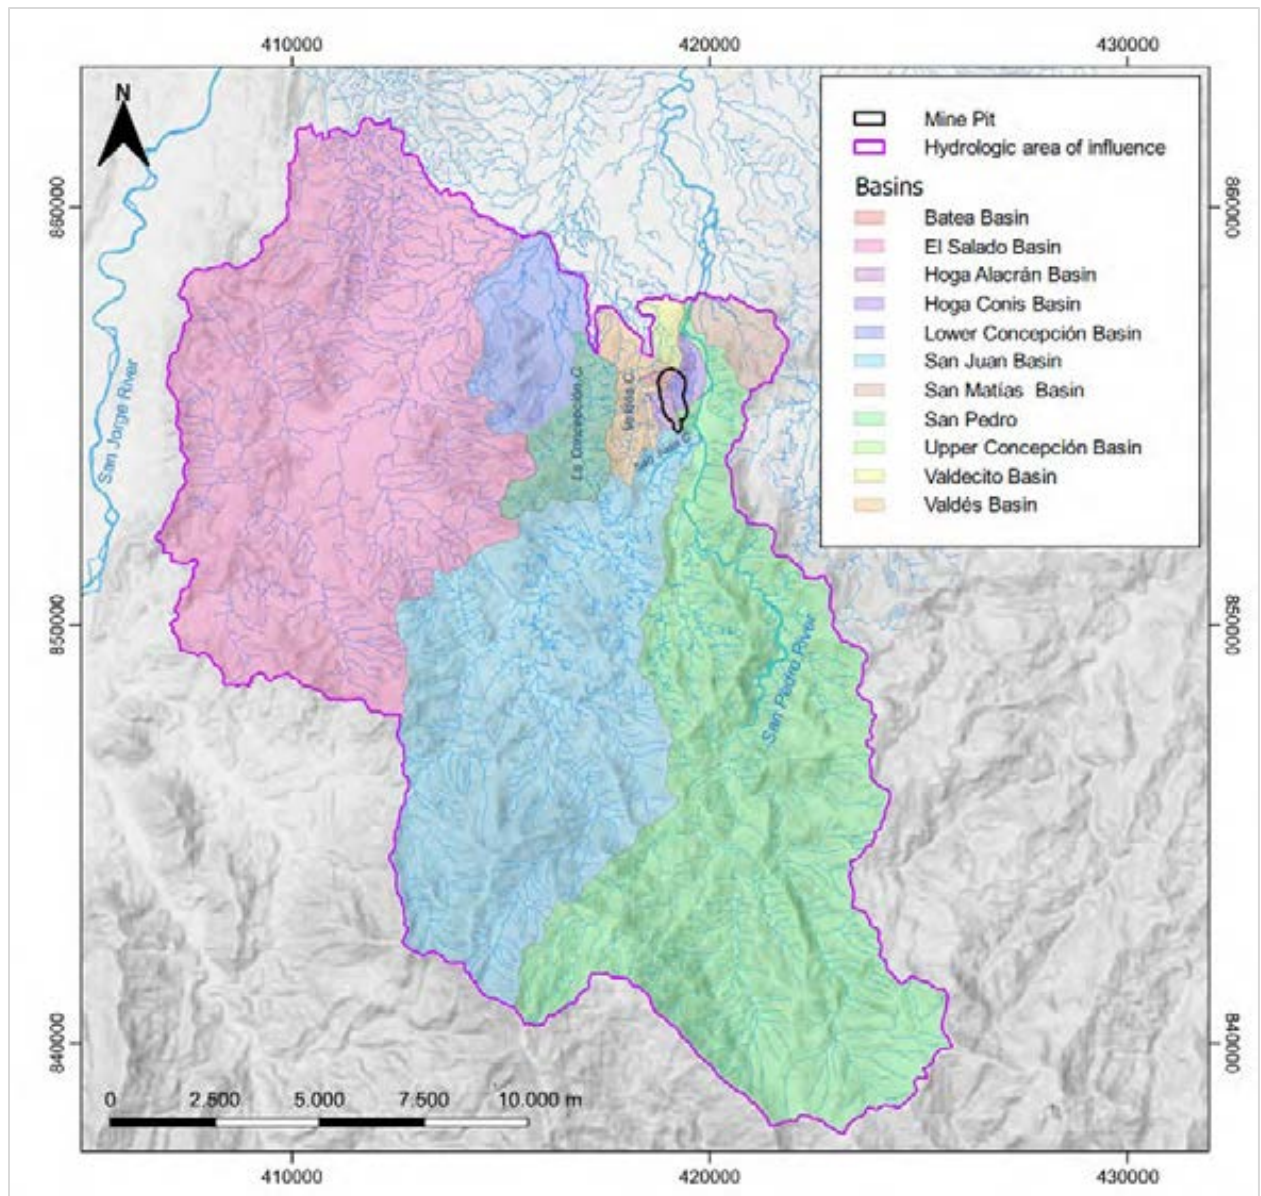 410000
420000
430000
N
Mine Pit
Hydrologic area of influence
Basins
Batea Basin
El Salado Basin
Hoga Alacrán Basin
Hoga Conis Basin
Lower Concepción Basin
San Juan Basin
San Matías Basin
San Pedro
Upper Concepción Basin
Valdecito Basin
Valdés Basin
860000
860000
San Jorge River
La Concepción C.
San Juan
850000
850000
San Pedro River
840000
840000
0
2.500
5.000
7.500
10.000 m
410000
420000
430000